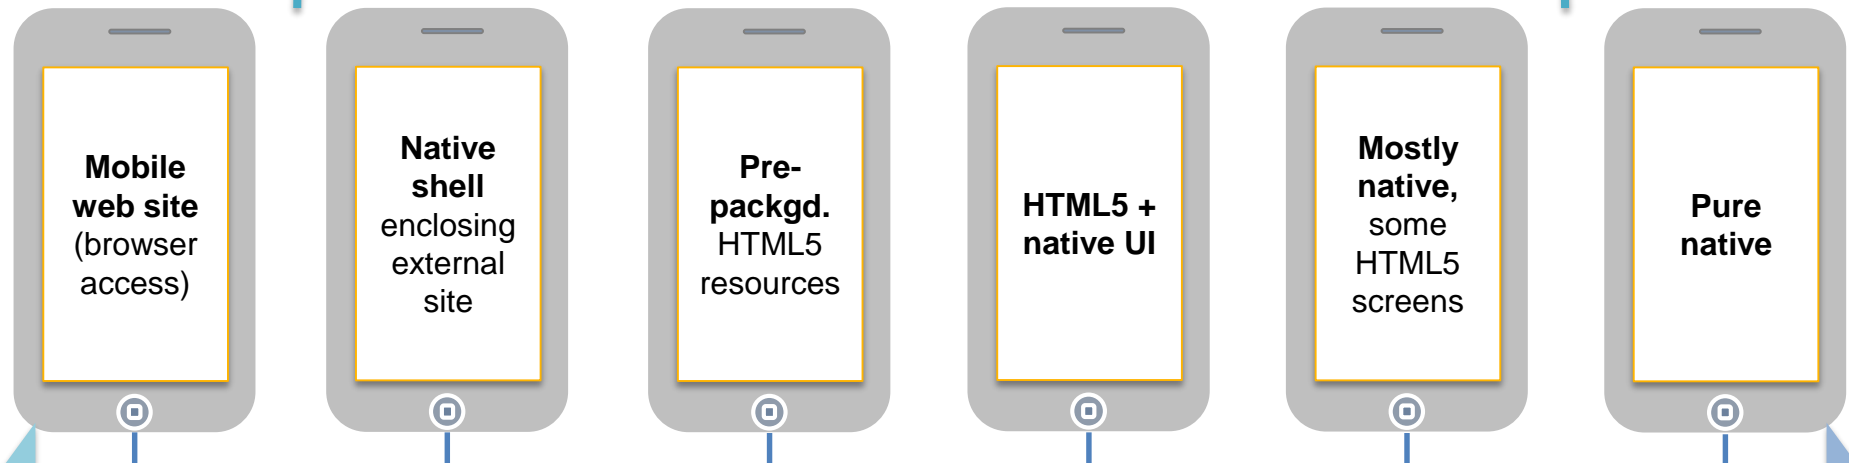 Mobile
web site
(browser
access)
Native
shell
enclosing
external
site
Pre-
packgd.
HTML5
resources
HTML5 +
native UI
Mostly
native,
some
HTML5
screens
Pure
native